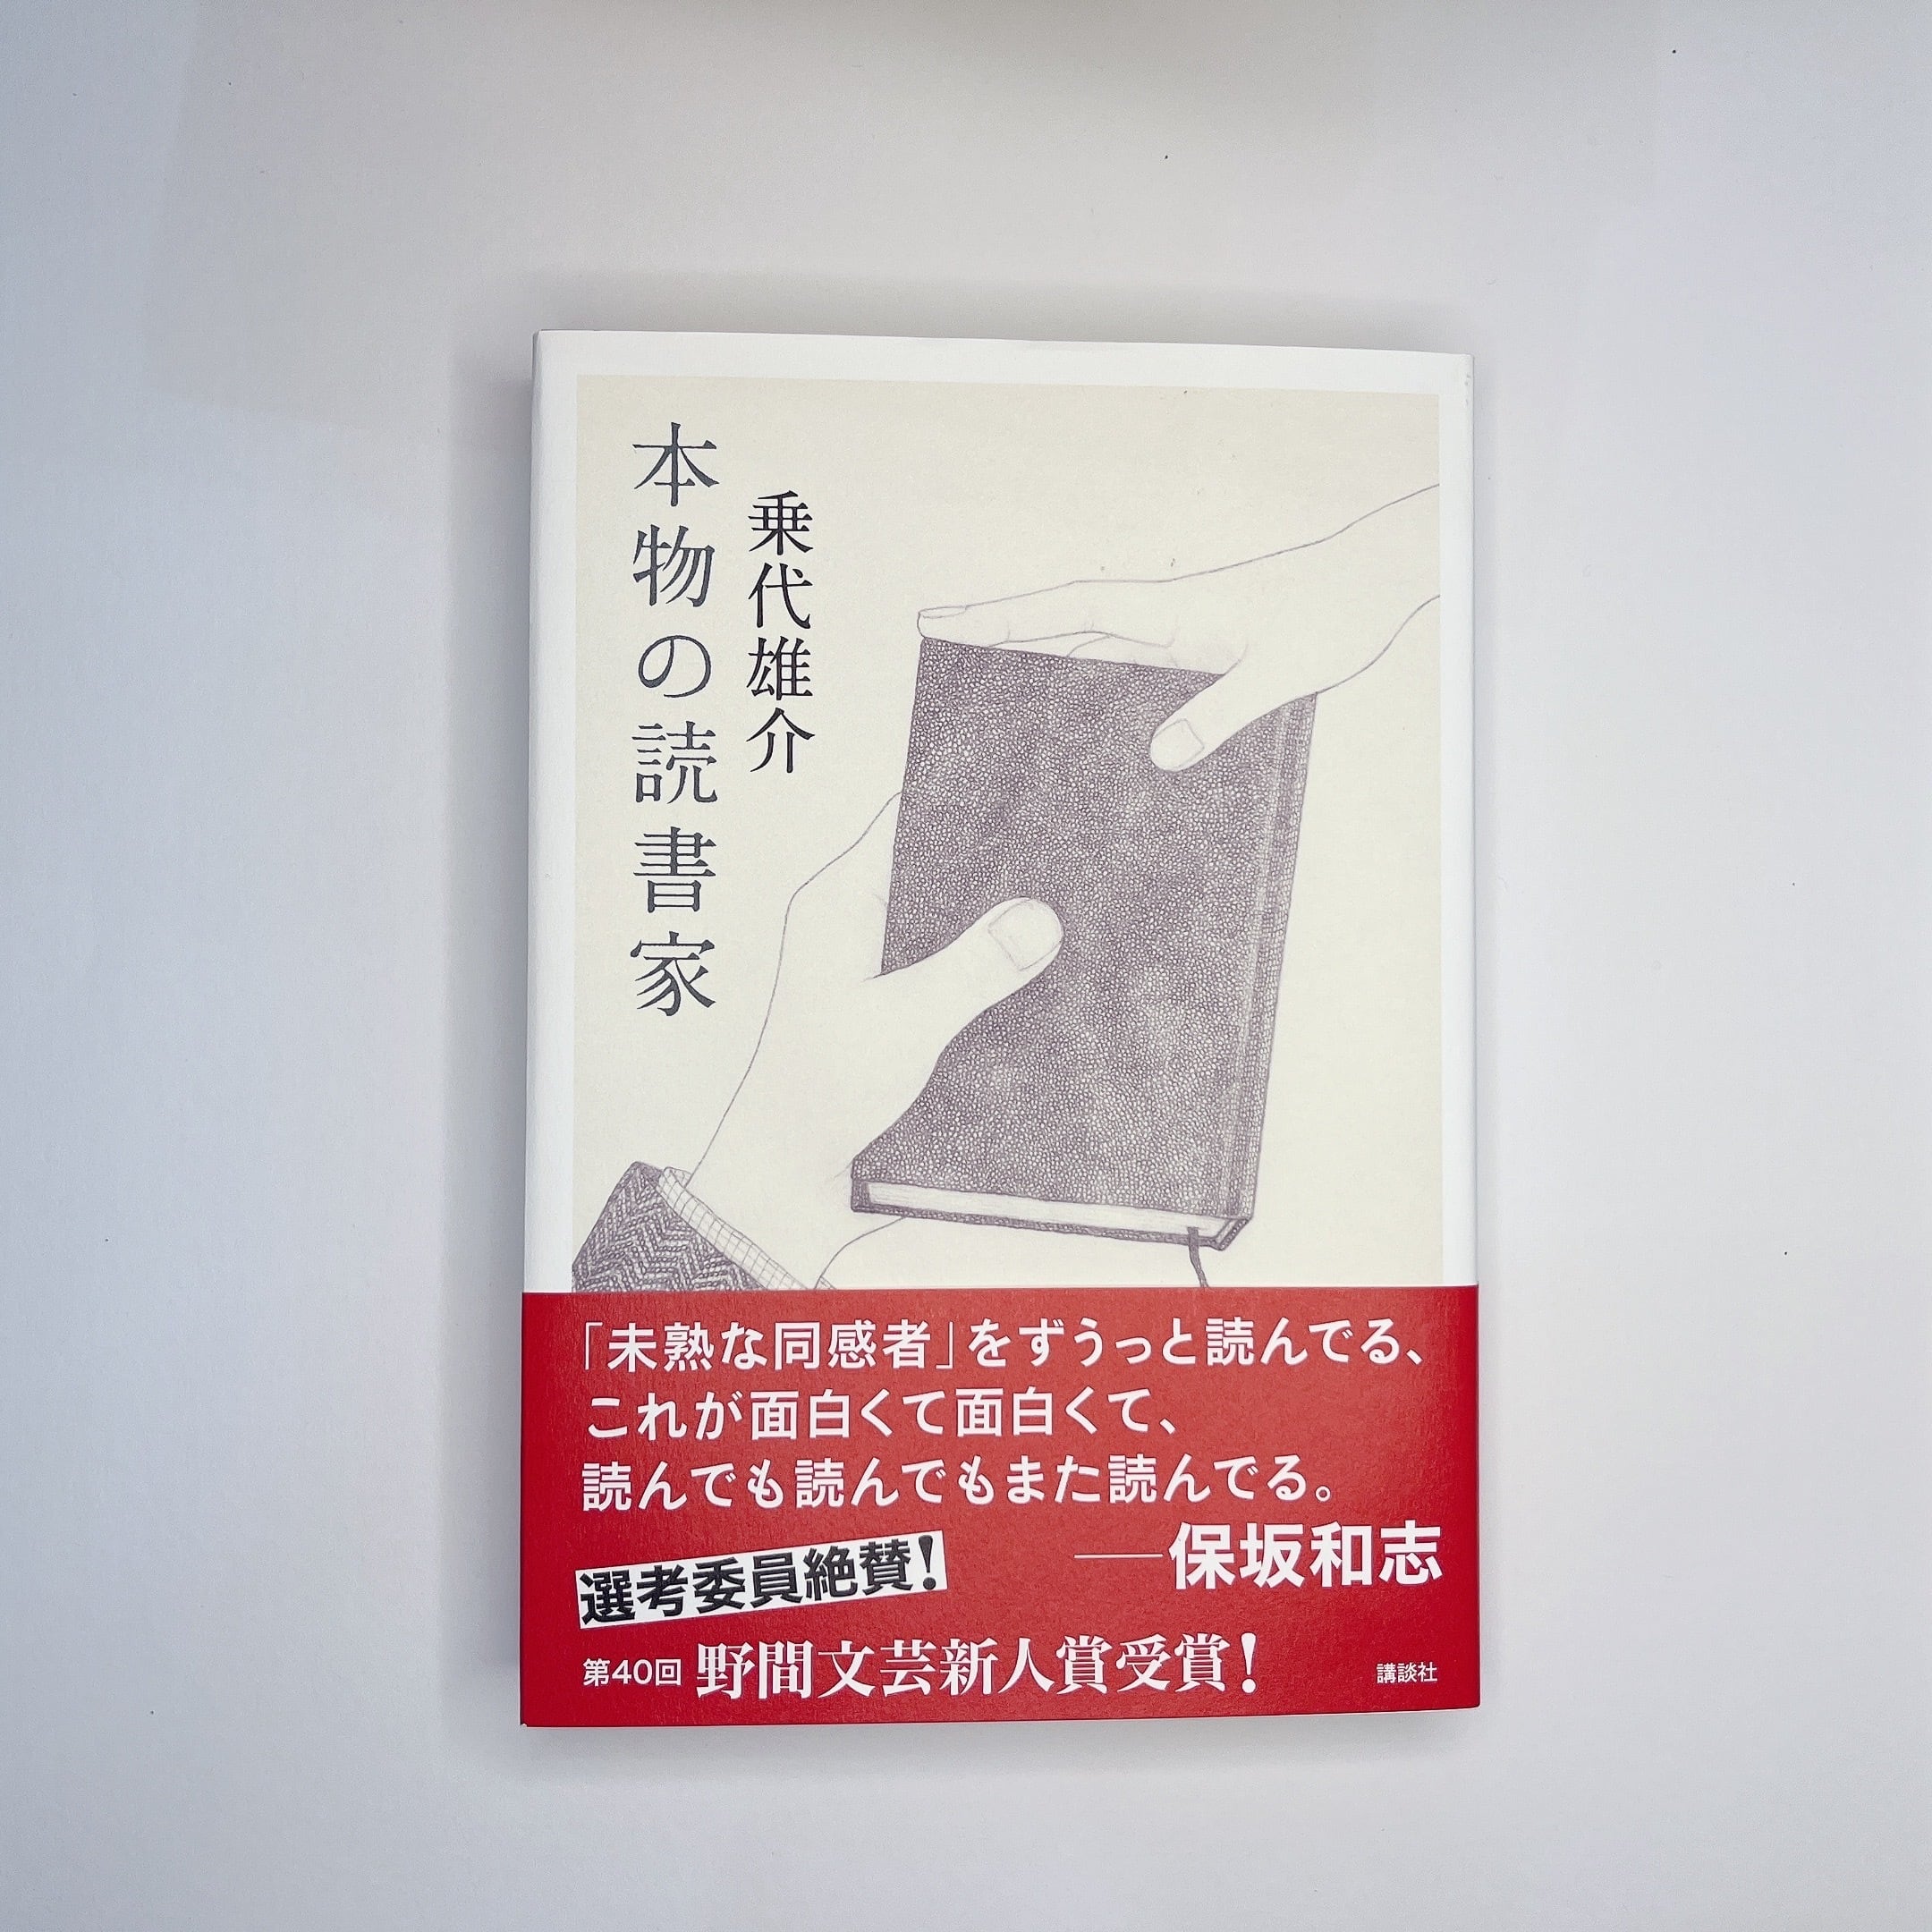 乗代雄介
本物の読書家
「未熟な同感者」をずうっと読んでる、
これが面白くて面白くて、
読んでも読んでもまた読んでる。
──保坂和志
選考委員絶賛!
第40回 野間文芸新人賞受賞!
講談社